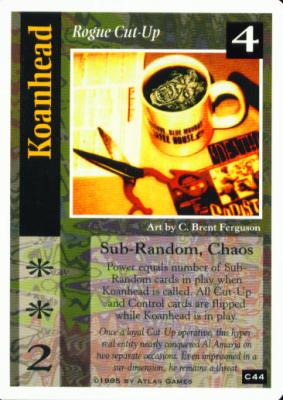 Koanhead
Rogue Cut-Up
4
BLUE MOUNDS
HOUSE
Art by C. Brent Ferguson
Sub-Random, Chaos
Power equals number of Sub-
Random cards in play when
Koanhead is called. All Cut-Up
and Control cards are flipped
while Koanhead is in play.
Once a loyal Cut-Up operative, this hyper
real entity nearly conquered Al Amarja on
two separate occasions. Even imprisoned in a
sur-dimension, he remains a threat.
* * 2
©1995 BY ATLAS GAMES
C44